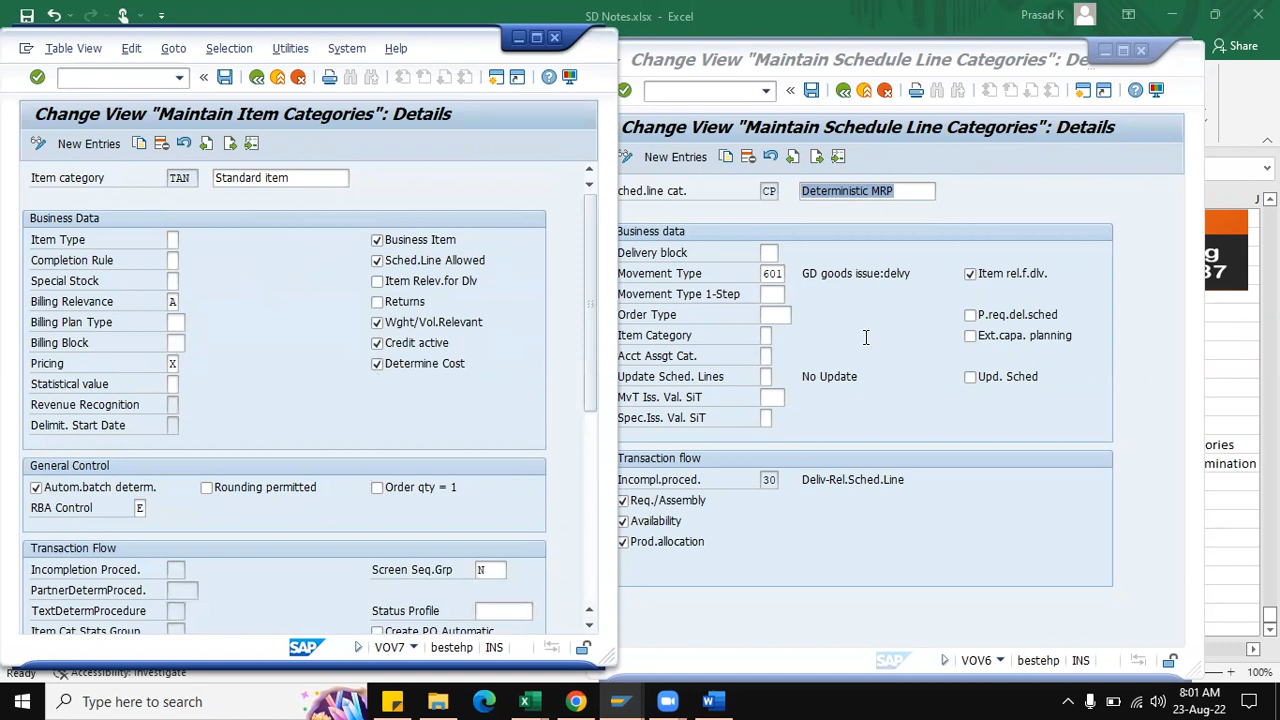 SD Notes.xlsx - Excel
Prasad K
Share
Table View Edit Goto Selection Utilities System Help
Change View "Maintain Item Categories": Details
New Entries
Item category TAN Standard item
Business Data
Item Type
Business Item
Completion Rule
Sched.Line Allowed
Special Stock
Item Relev.for Dlv
Billing Relevance A
Returns
Billing Plan Type
Wght/Vol.Relevant
Billing Block
Credit active
Pricing X
Determine Cost
Statistical value
Revenue Recognition
Delimit. Start Date
General Control
Autom.batch determ.
Rounding permitted
Order qty = 1
RBA Control E
Transaction Flow
Incompletion Proced.
Screen Seq.Grp N
PartnerDetermProced.
TextDetermProcedure
Status Profile
Item Cat Stats Group
Create PO Automatic
SAP
VOV7 bestehp INS
Change View "Maintain Schedule Line Categories": De
Change View "Maintain Schedule Line Categories": Details
New Entries
ched.line cat. CP Deterministic MRP
Business data
Delivery block
Movement Type 601 GD goods issue:delvy
Item rel.f.dlv.
Movement Type 1-Step
Order Type
P.req.del.sched
Item Category
Ext.capa. planning
Acct Assgt Cat.
Update Sched. Lines No Update
Upd. Sched
MvT Iss. Val. SiT
Spec.Iss. Val. SiT
Transaction flow
Incompl.proced. 30 Deliv-Rel.Sched.Line
Req./Assembly
Availability
Prod.allocation
SAP
VOV6 bestehp INS
J
g
37
ories
mination
Ready
Accessibility: Investigate
100%
Type here to search
8:01 AM
23-Aug-22